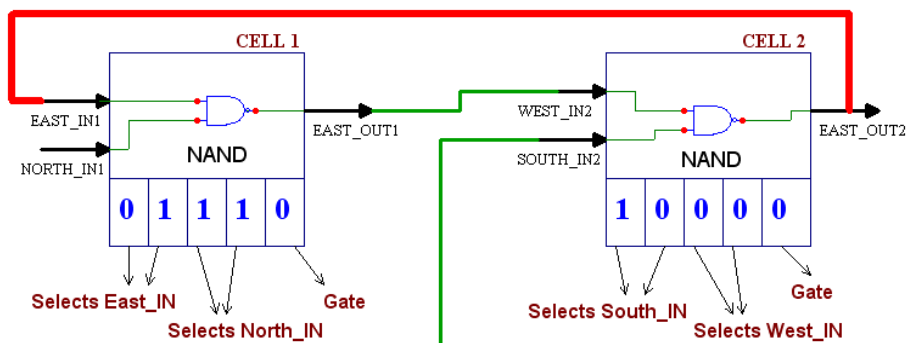 CELL 1
EAST_IN1
NORTH_IN1
EAST_OUT1
NAND
0 1 1 1 0
Selects East_IN
Selects North_IN
Gate
CELL 2
WEST_IN2
SOUTH_IN2
EAST_OUT2
NAND
1 0 0 0 0
Selects South_IN
Selects West_IN
Gate